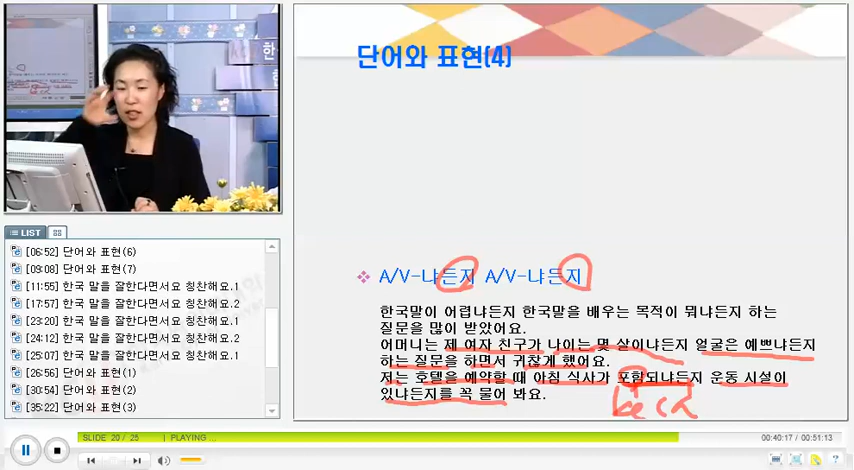 단어와 표현(4)
A/V-냐든지 A/V-냐든지
한국말이 어렵냐든지 한국말을 배우는 목적이 뭐냐든지 하는
질문을 많이 받았어요.
어머니는 제 여자 친구가 나이는 몇 살이냐든지 얼굴은 예쁘냐든지
하는 질문을 하면서 귀찮게 했어요.
저는 호텔을 예약할 때 아침 식사가 포함되냐든지 운동 시설이
있냐든지를 꼭 물어 봐요.
LIST
[06:52] 단어와 표현(6)
[09:08] 단어와 표현(7)
[11:55] 한국 말을 잘한다면서요 칭찬해요.1
[17:57] 한국 말을 잘한다면서요 칭찬해요.2
[23:20] 한국 말을 잘한다면서요 칭찬해요.1
[24:12] 한국 말을 잘한다면서요 칭찬해요.2
[25:07] 한국 말을 잘한다면서요 칭찬해요.1
[26:56] 단어와 표현(1)
[30:54] 단어와 표현(2)
[35:22] 단어와 표현(3)
SLIDE 20 / 25 | PLAYING ...
00:40:17 | 00:51:13